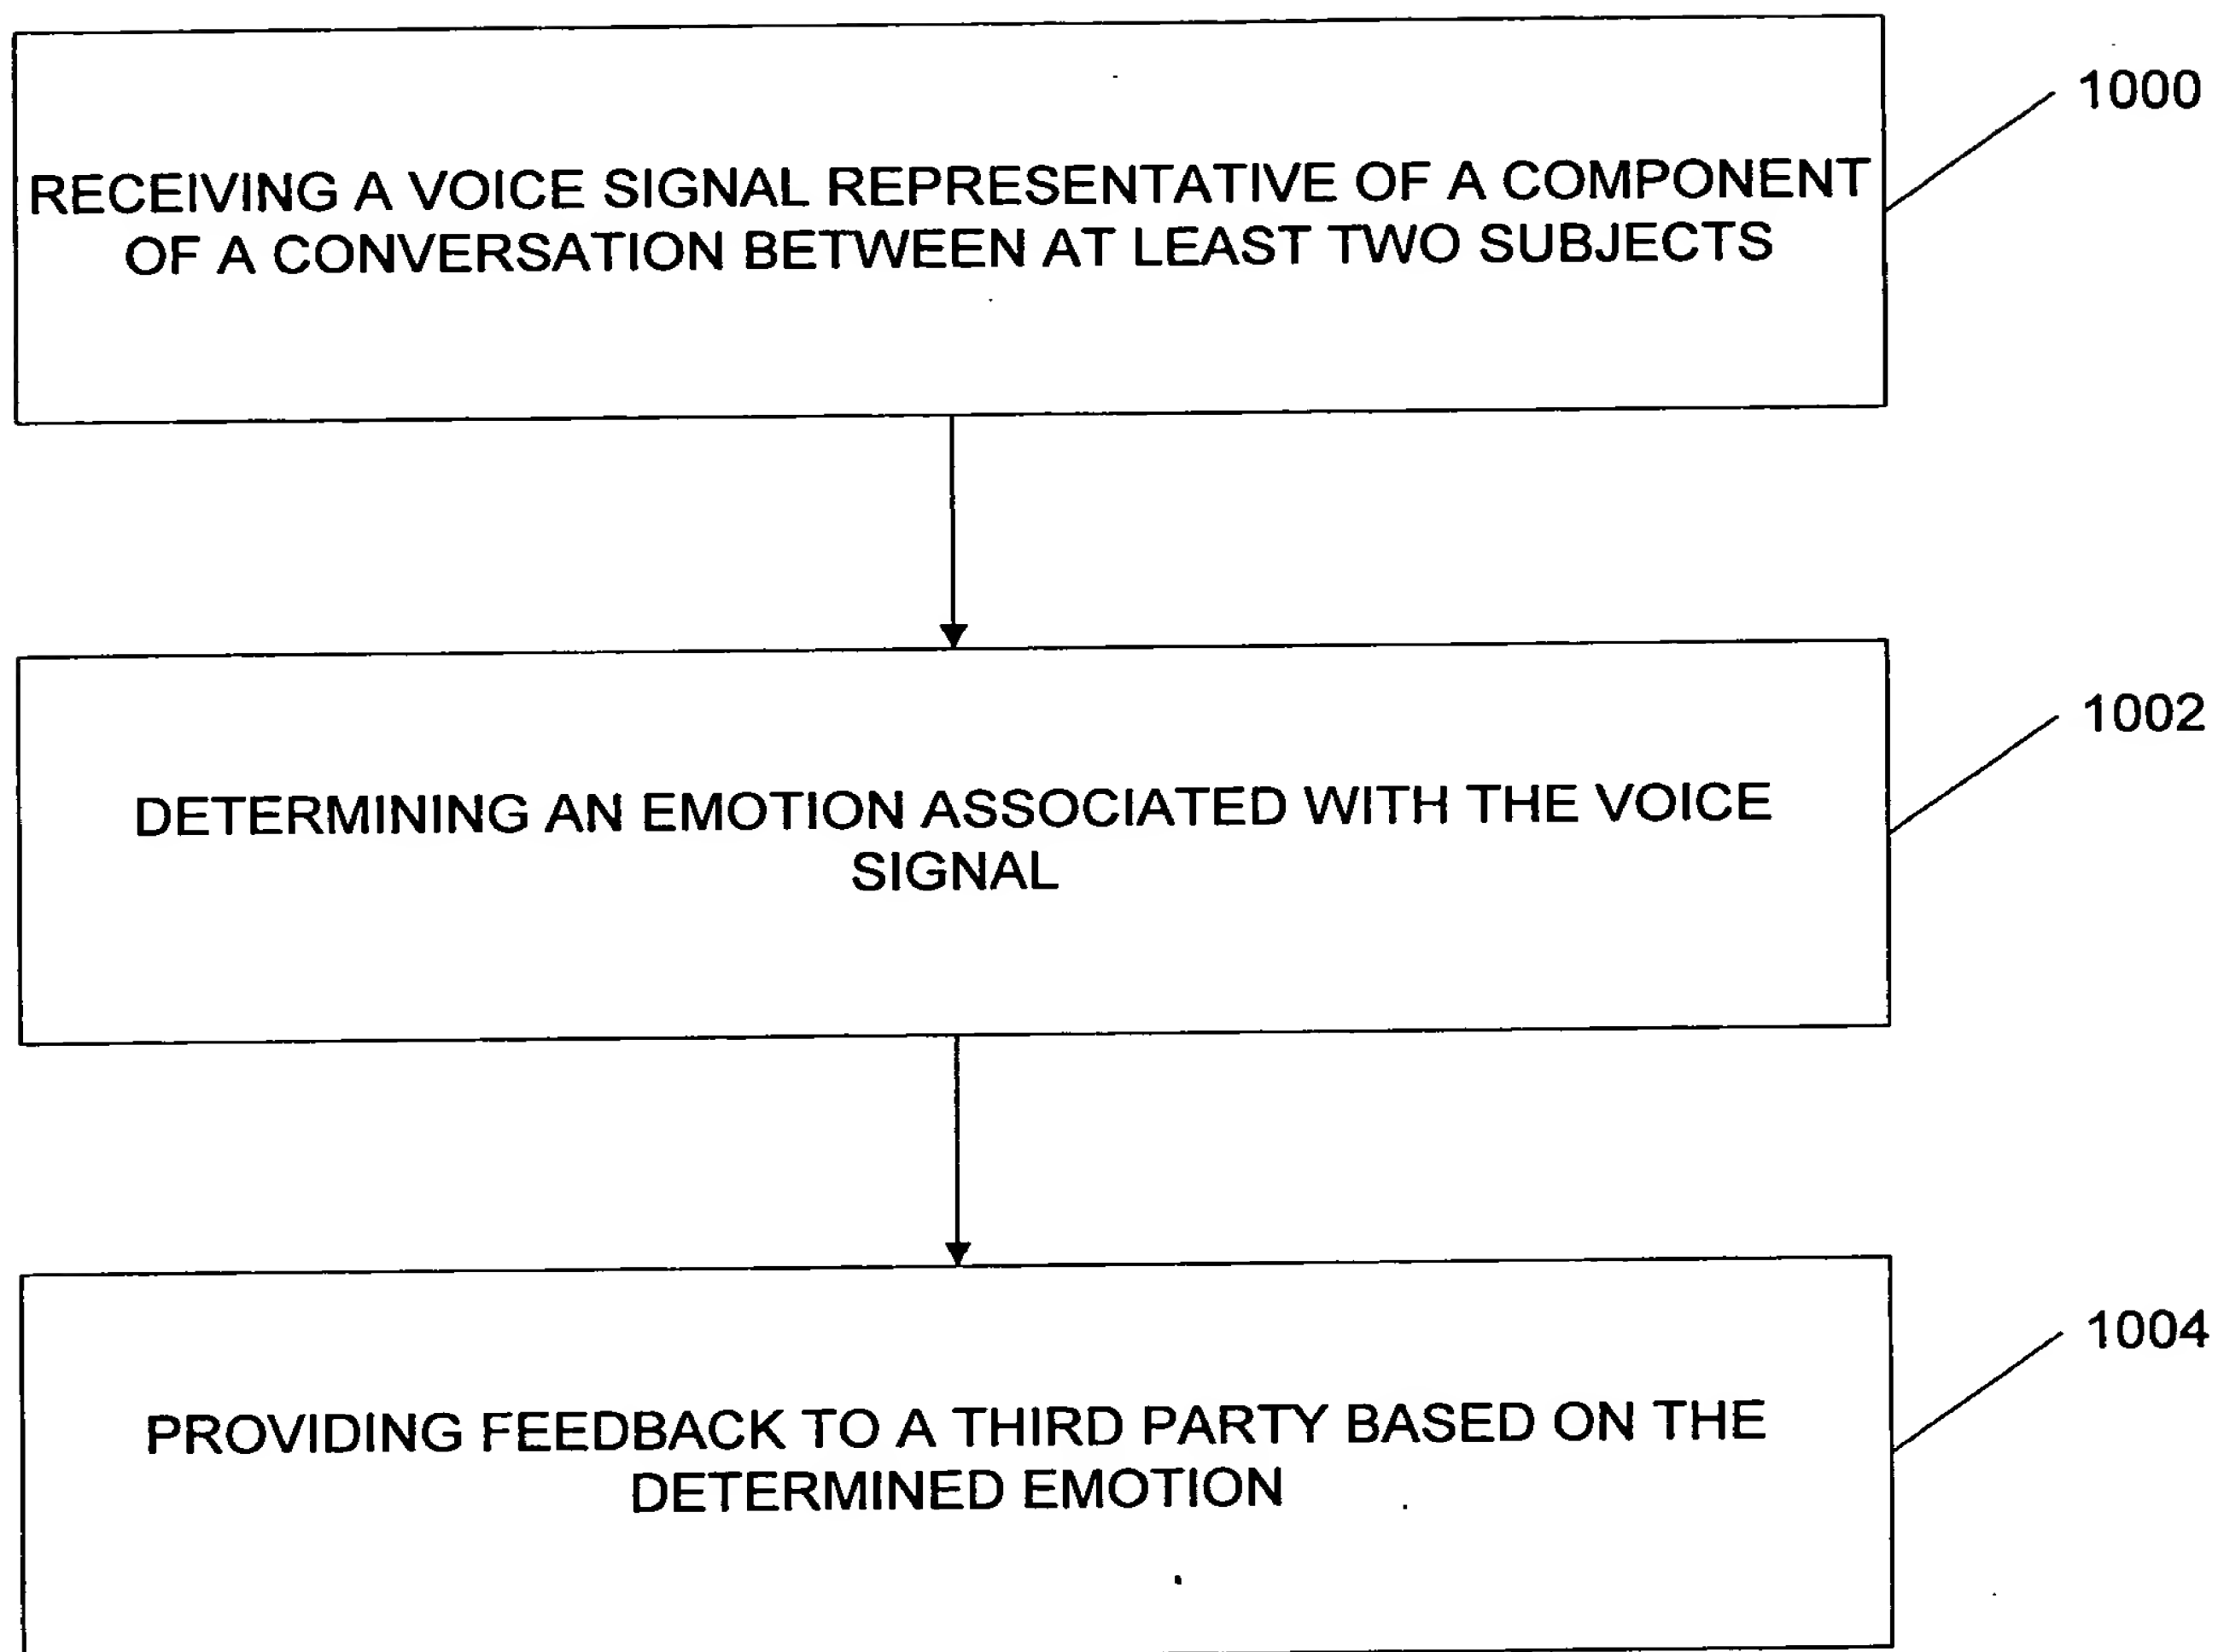 1000
RECEIVING A VOICE SIGNAL REPRESENTATIVE OF A COMPONENT
OF A CONVERSATION BETWEEN AT LEAST TWO SUBJECTS
1002
DETERMINING AN EMOTION ASSOCIATED WITH THE VOICE
SIGNAL
1004
PROVIDING FEEDBACK TO A THIRD PARTY BASED ON THE
DETERMINED EMOTION